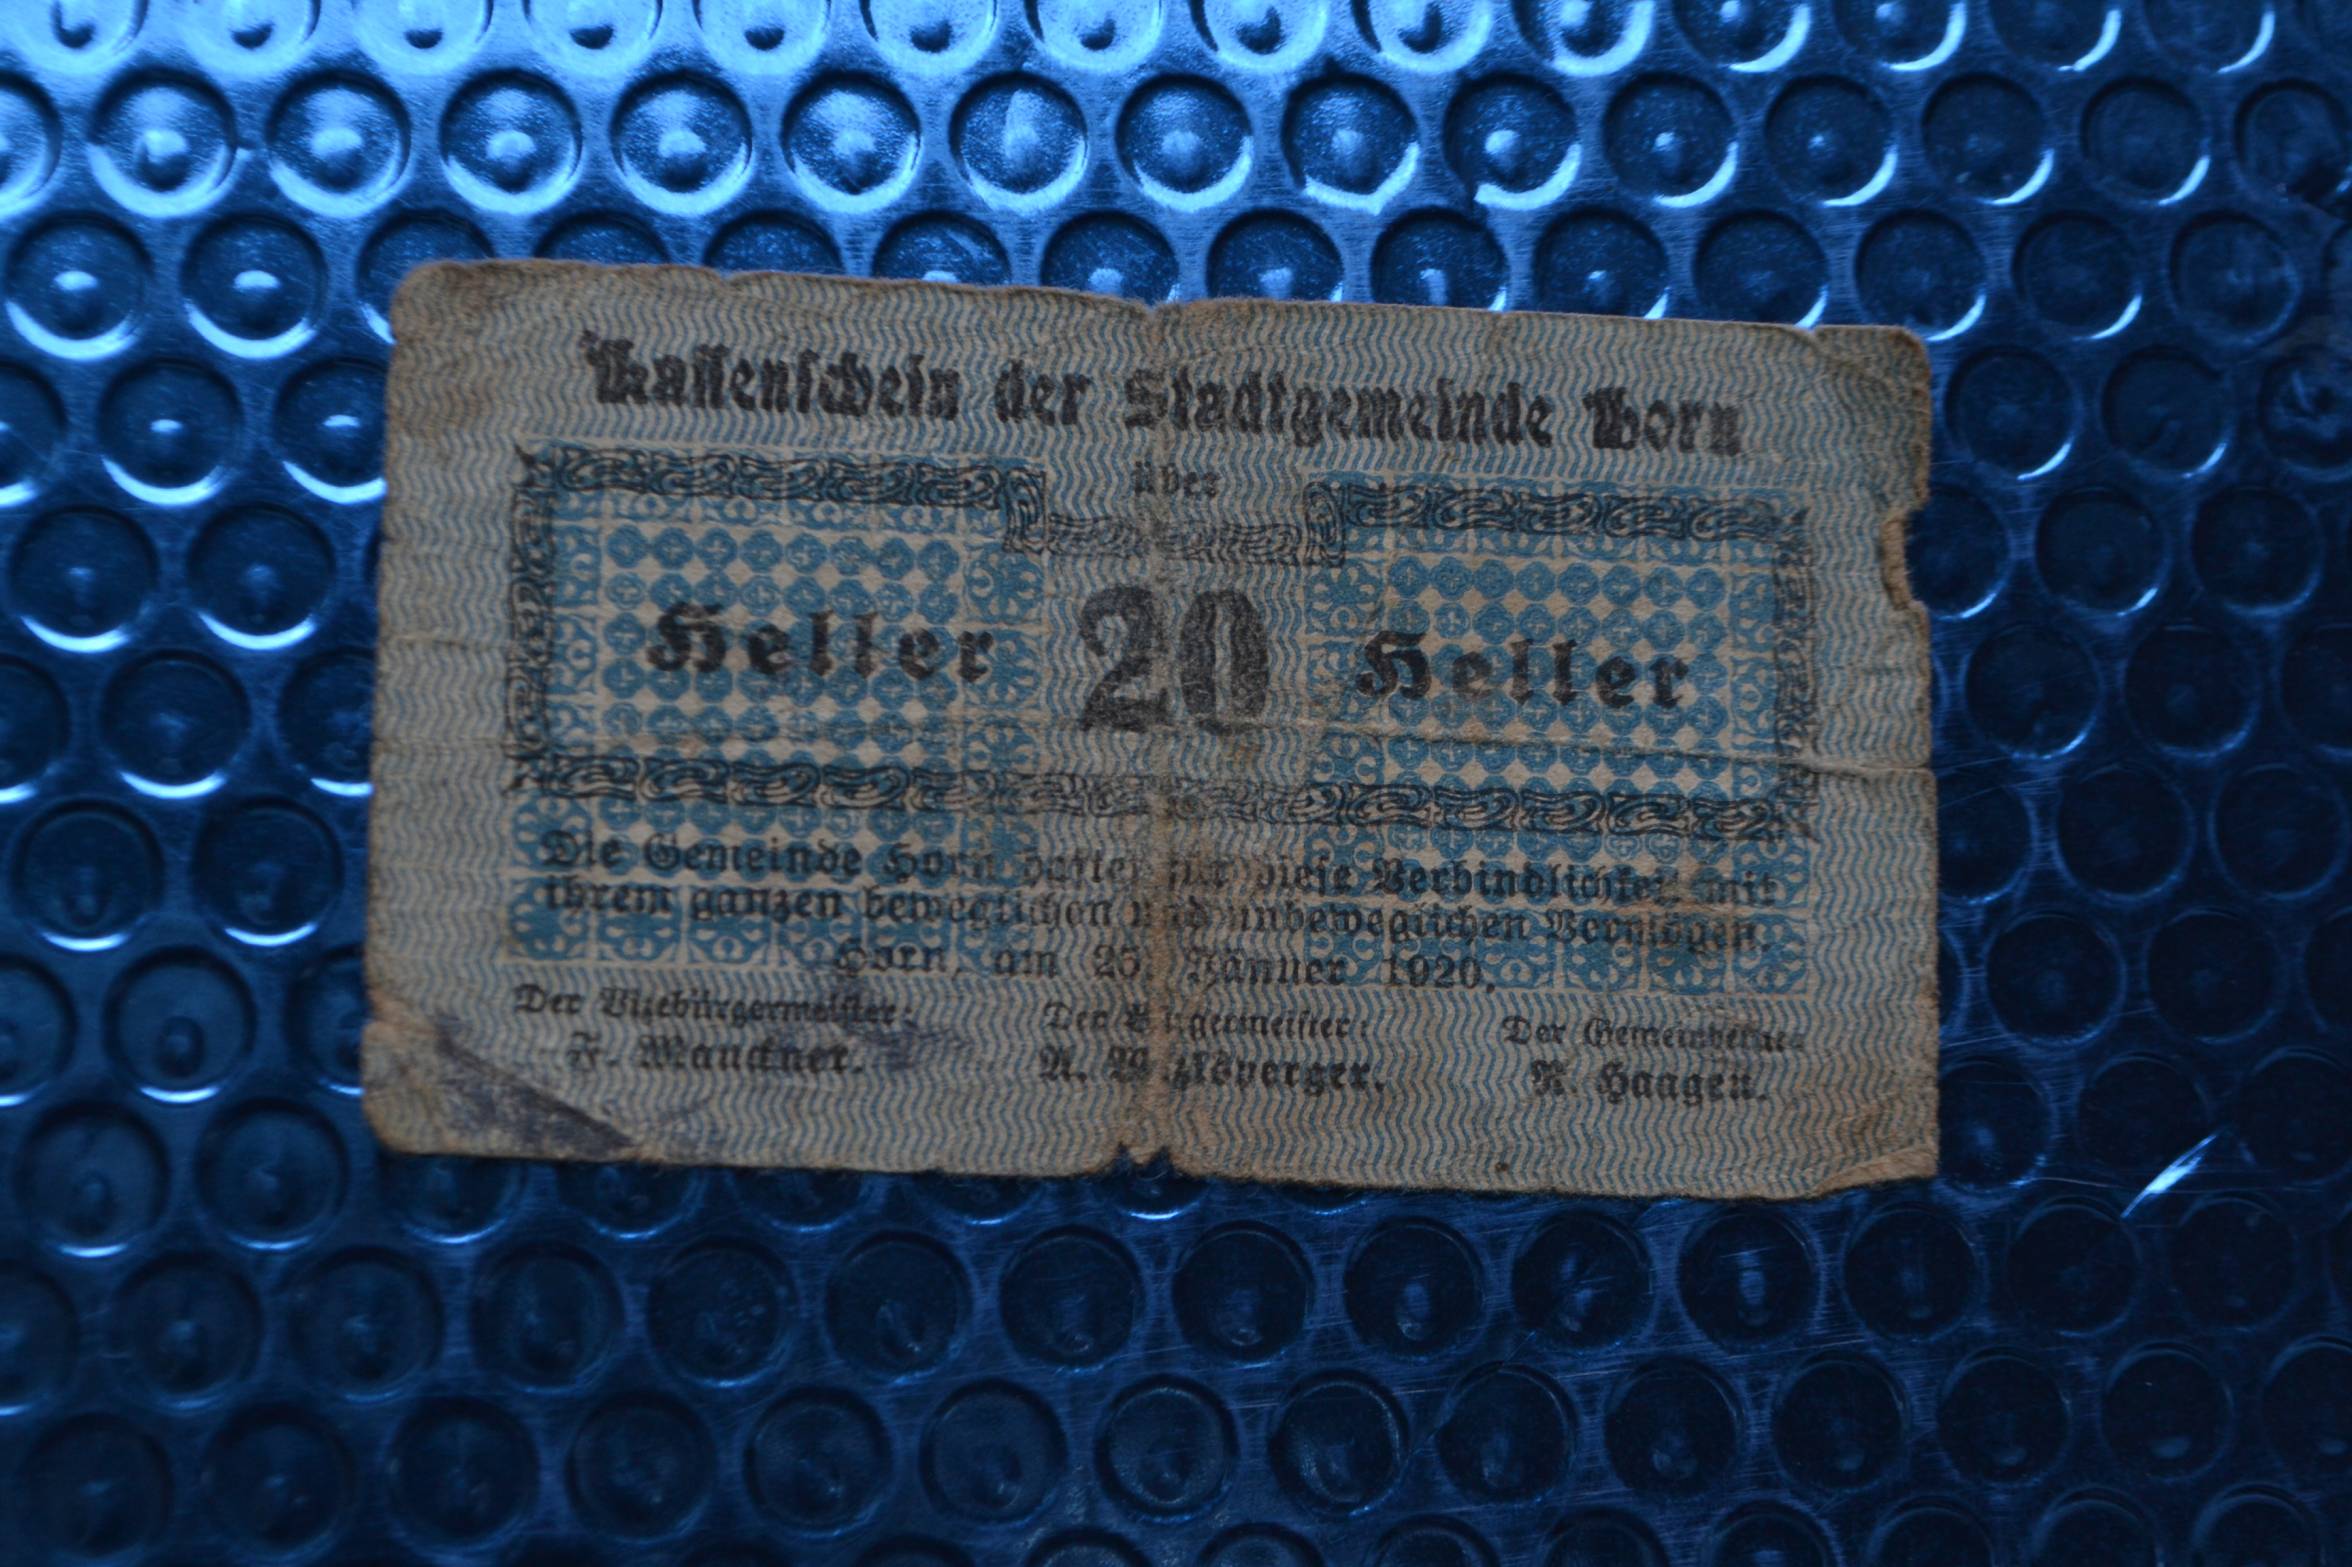 Kassenschein der Stadtgemeinde Horn
über
Heller 20 Heller
Die Gemeinde Horn haftet für diese Verbindlichkeit mit
ihrem ganzen beweglichen und unbeweglichen Vermögen.
Horn, am 25. Jänner 1920.
Der Vizebürgermeister: Der Bürgermeister: Der Gemeinderat:
F. Mauckner. R. Haagen.